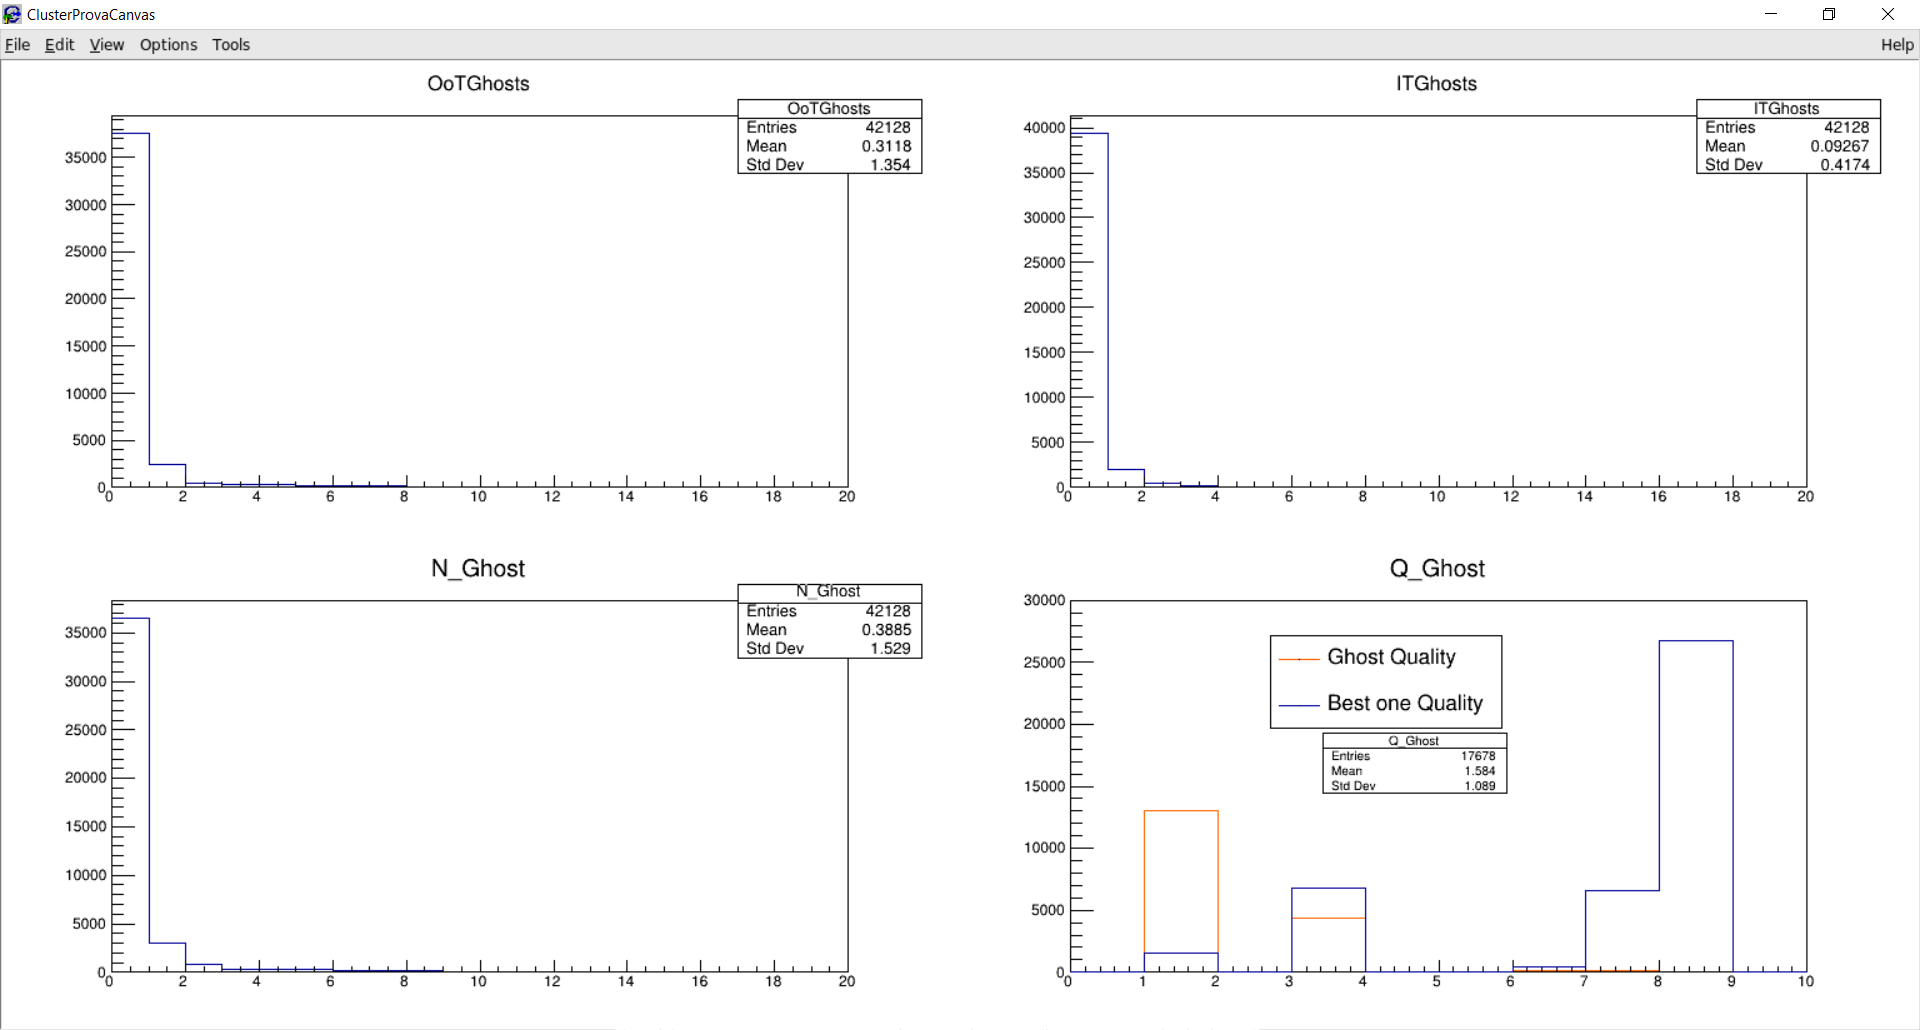 ClusterProvaCanvas
File Edit View Options Tools Help
OoTGhosts
OoTGhosts
Entries 42128
Mean 0.3118
Std Dev 1.354
35000
30000
25000
20000
15000
10000
5000
0
0 2 4 6 8 10 12 14 16 18 20
ITGhosts
ITGhosts
Entries 42128
Mean 0.09267
Std Dev 0.4174
40000
35000
30000
25000
20000
15000
10000
5000
0
0 2 4 6 8 10 12 14 16 18 20
N_Ghost
N_Ghost
Entries 42128
Mean 0.3885
Std Dev 1.529
35000
30000
25000
20000
15000
10000
5000
0
0 2 4 6 8 10 12 14 16 18 20
Q_Ghost
Ghost Quality
Best one Quality
Q_Ghost
Entries 17678
Mean 1.584
Std Dev 1.089
30000
25000
20000
15000
10000
5000
0
0 1 2 3 4 5 6 7 8 9 10